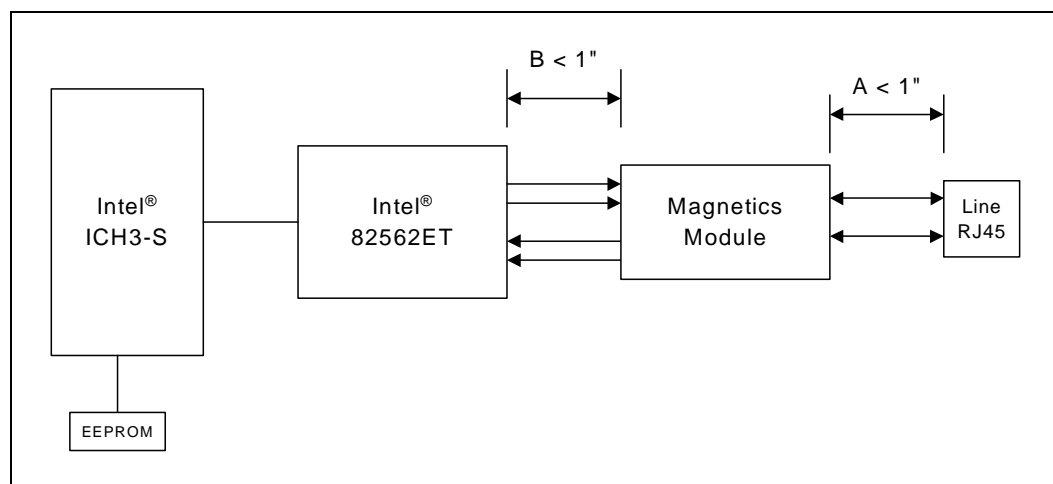 B < 1"
A < 1"
Intel®
ICH3-S
Intel®
82562ET
Magnetics
Module
Line
RJ45
EEPROM